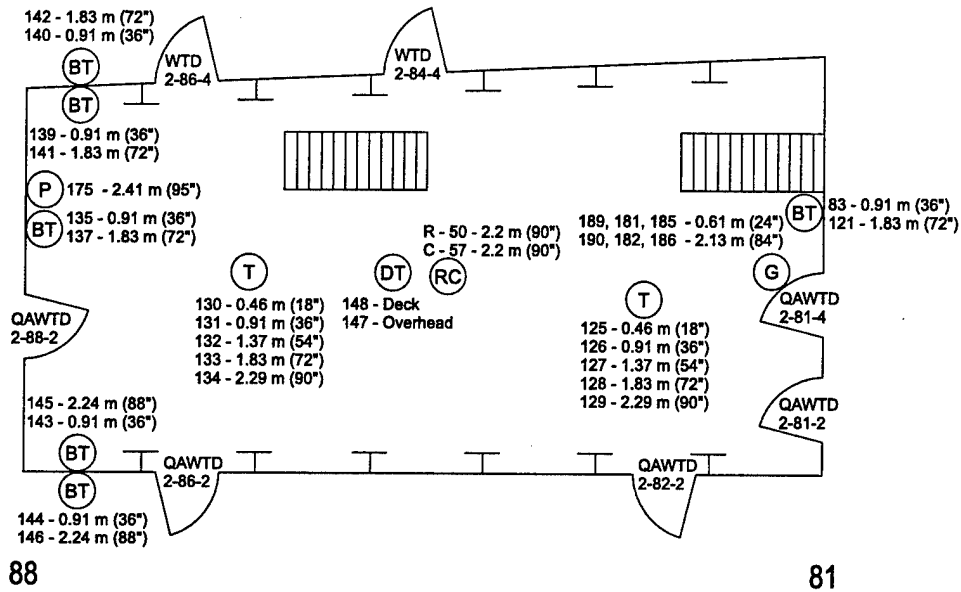 142 - 1.83 m (72")
140 - 0.91 m (36")
BT
WTD
2-86-4
WTD
2-84-4
BT
139 - 0.91 m (36")
141 - 1.83 m (72")
P
175 - 2.41 m (95")
BT
135 - 0.91 m (36")
137 - 1.83 m (72")
T
130 - 0.46 m (18")
131 - 0.91 m (36")
132 - 1.37 m (54")
133 - 1.83 m (72")
134 - 2.29 m (90")
DT
148 - Deck
147 - Overhead
R - 50 - 2.2 m (90")
C - 57 - 2.2 m (90")
RC
189, 181, 185 - 0.61 m (24")
190, 182, 186 - 2.13 m (84")
BT
83 - 0.91 m (36")
121 - 1.83 m (72")
G
T
125 - 0.46 m (18")
126 - 0.91 m (36")
127 - 1.37 m (54")
128 - 1.83 m (72")
129 - 2.29 m (90")
QAWTD
2-81-4
QAWTD
2-88-2
QAWTD
2-81-2
145 - 2.24 m (88")
143 - 0.91 m (36")
BT
BT
144 - 0.91 m (36")
146 - 2.24 m (88")
QAWTD
2-86-2
QAWTD
2-82-2
88
81